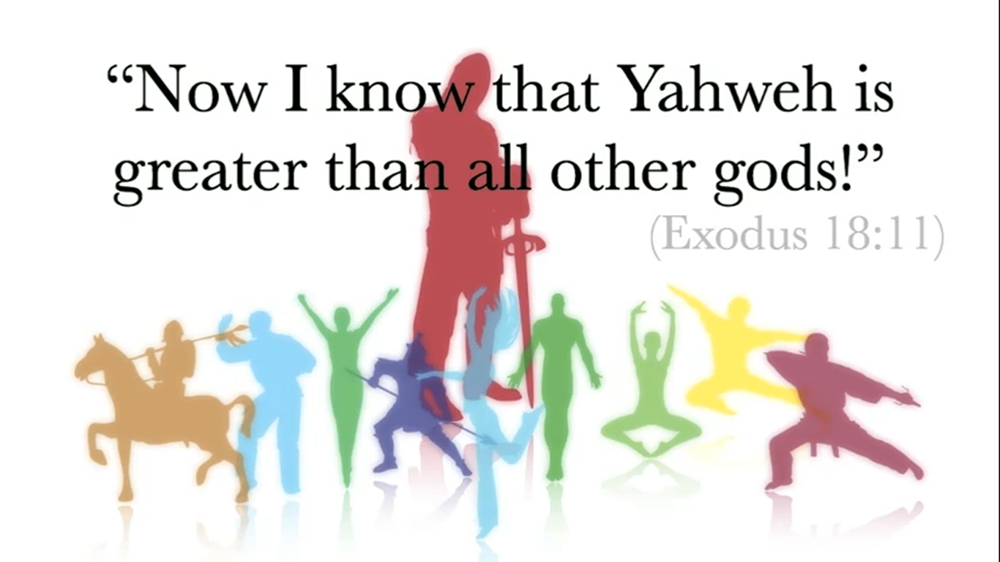 “Now I know that Yahweh is
greater than all other gods!”
(Exodus 18:11)